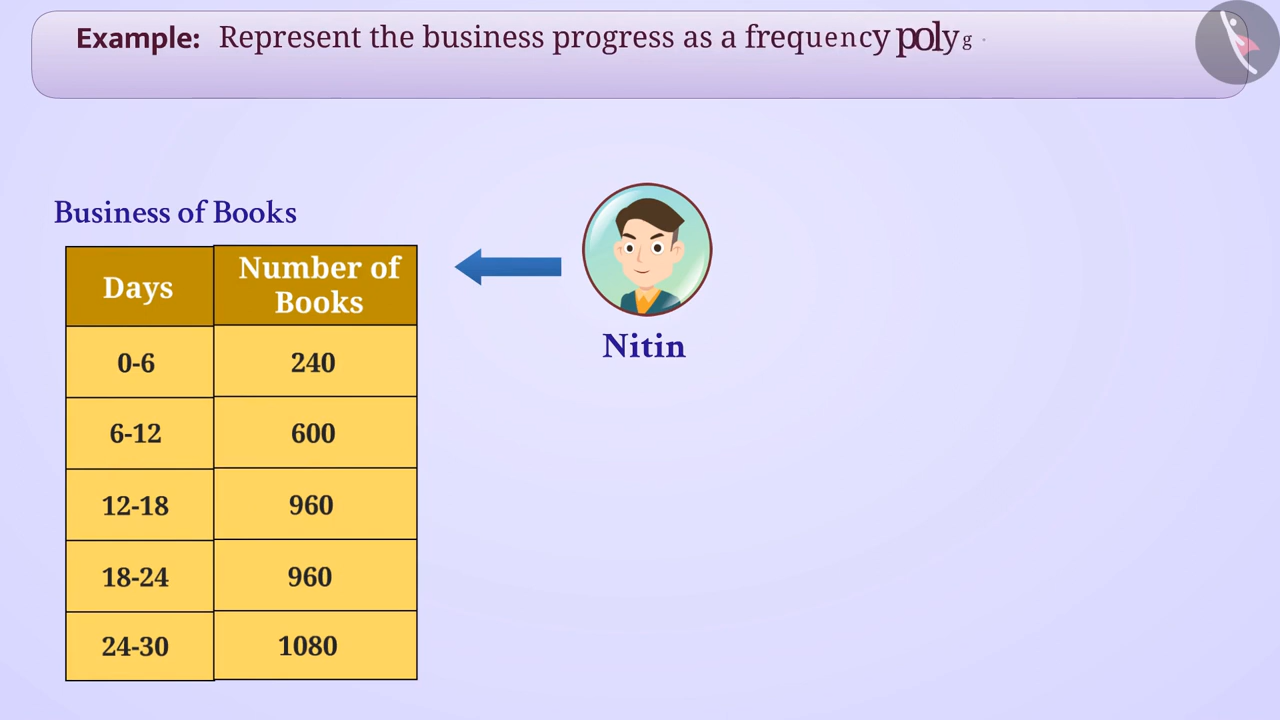 Example: Represent the business progress as a frequency polyg
Business of Books
Days
Number of
Books
0-6
240
6-12
600
12-18
960
18-24
960
24-30
1080
Nitin